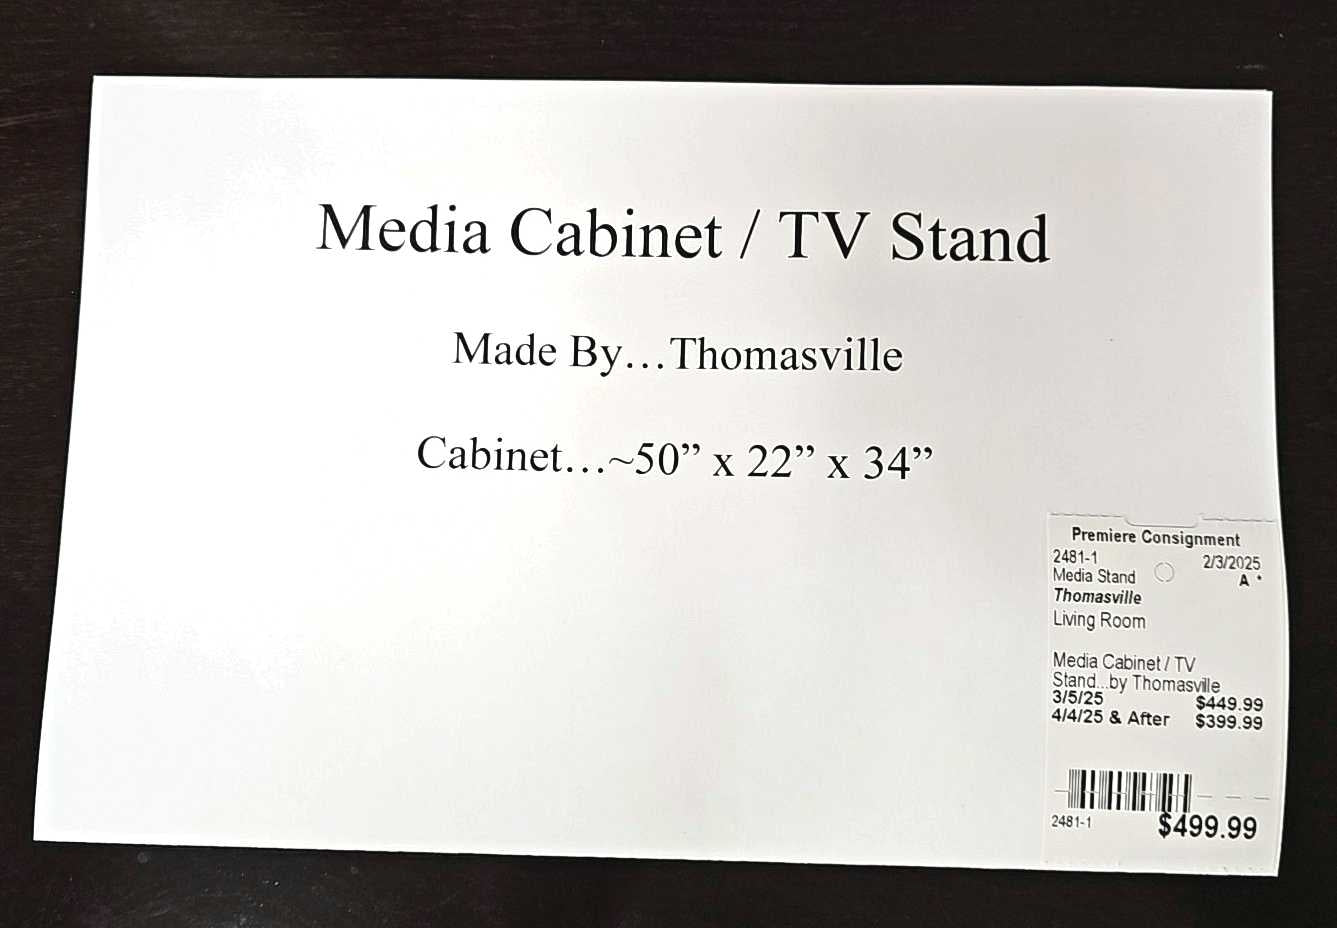 Media Cabinet / TV Stand
Made By…Thomasville
Cabinet…~50” x 22” x 34”
Premiere Consignment
2481-1 2/3/2025
Media Stand A *
Thomasville
Living Room
Media Cabinet / TV
Stand...by Thomasville
3/5/25 $449.99
4/4/25 & After $399.99
2481-1 $499.99